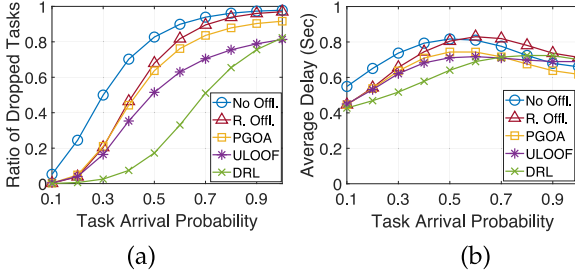 Ratio of Dropped Tasks
1
0.8
0.6
0.4
0.2
0
0.1 0.3 0.5 0.7 0.9
Task Arrival Probability
No Offl.
R. Offl.
PGOA
ULOOF
DRL
(a)
Average Delay (Sec)
1
0.8
0.6
0.4
0.2
0
0.1 0.3 0.5 0.7 0.9
Task Arrival Probability
No Offl.
R. Offl.
PGOA
ULOOF
DRL
(b)